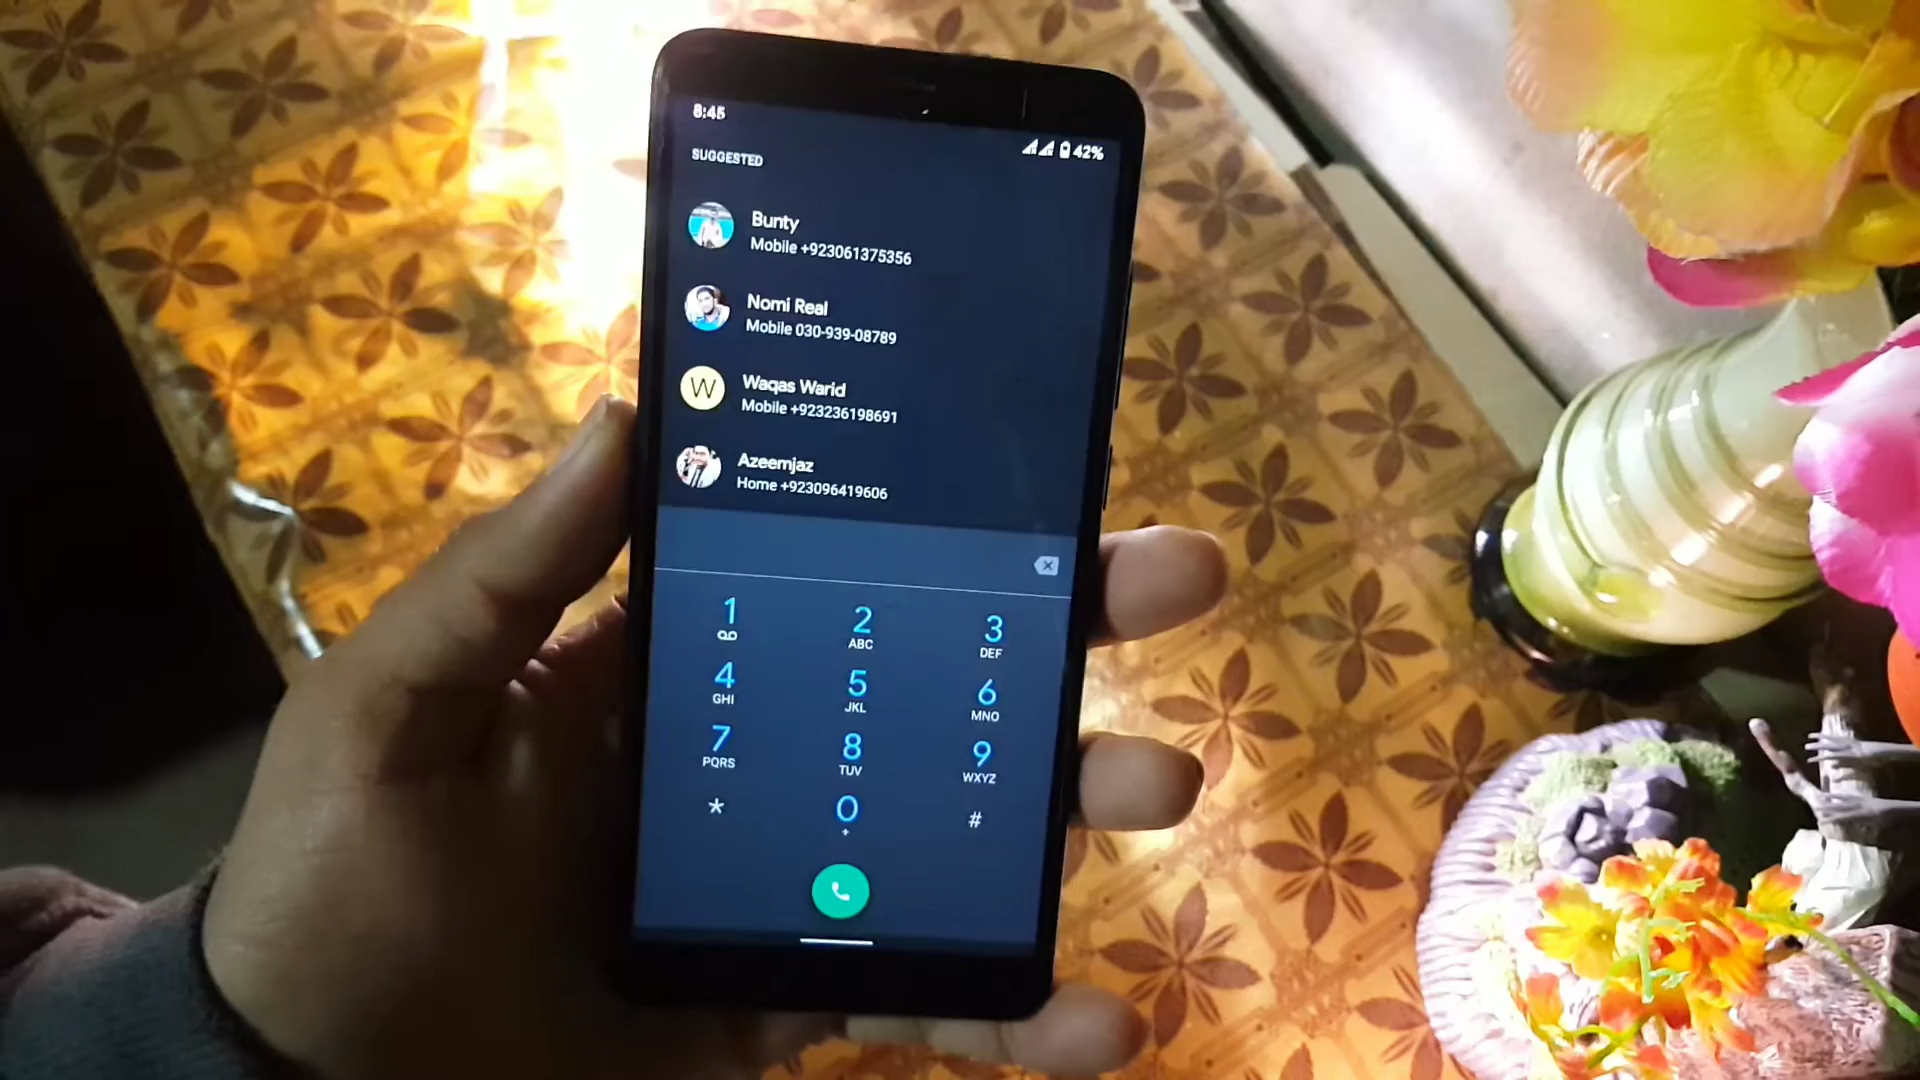 8:45
42%
SUGGESTED
Bunty
Mobile +923061375356
Nomi Real
Mobile 030-939-08789
W
Waqas Warid
Mobile +923236198691
Azeemjaz
Home +923096419606
1 2 3
ABC DEF
4 5 6
GHI JKL MNO
7 8 9
PQRS TUV WXYZ
* 0 #
+